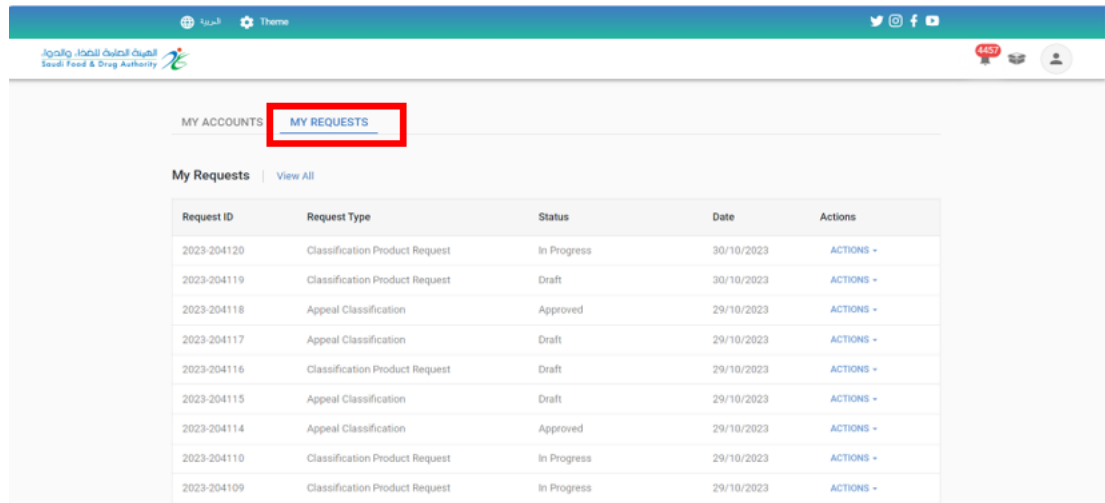 العربية Theme
الهيئة العامة للغذاء والدواء
Saudi Food & Drug Authority
4457
MY ACCOUNTS MY REQUESTS
My Requests | View All
Request ID Request Type Status Date Actions
2023-204120 Classification Product Request In Progress 30/10/2023 ACTIONS
2023-204119 Classification Product Request Draft 30/10/2023 ACTIONS
2023-204118 Appeal Classification Approved 29/10/2023 ACTIONS
2023-204117 Appeal Classification Draft 29/10/2023 ACTIONS
2023-204116 Classification Product Request Draft 29/10/2023 ACTIONS
2023-204115 Appeal Classification Draft 29/10/2023 ACTIONS
2023-204114 Appeal Classification Approved 29/10/2023 ACTIONS
2023-204110 Classification Product Request In Progress 29/10/2023 ACTIONS
2023-204109 Classification Product Request In Progress 29/10/2023 ACTIONS